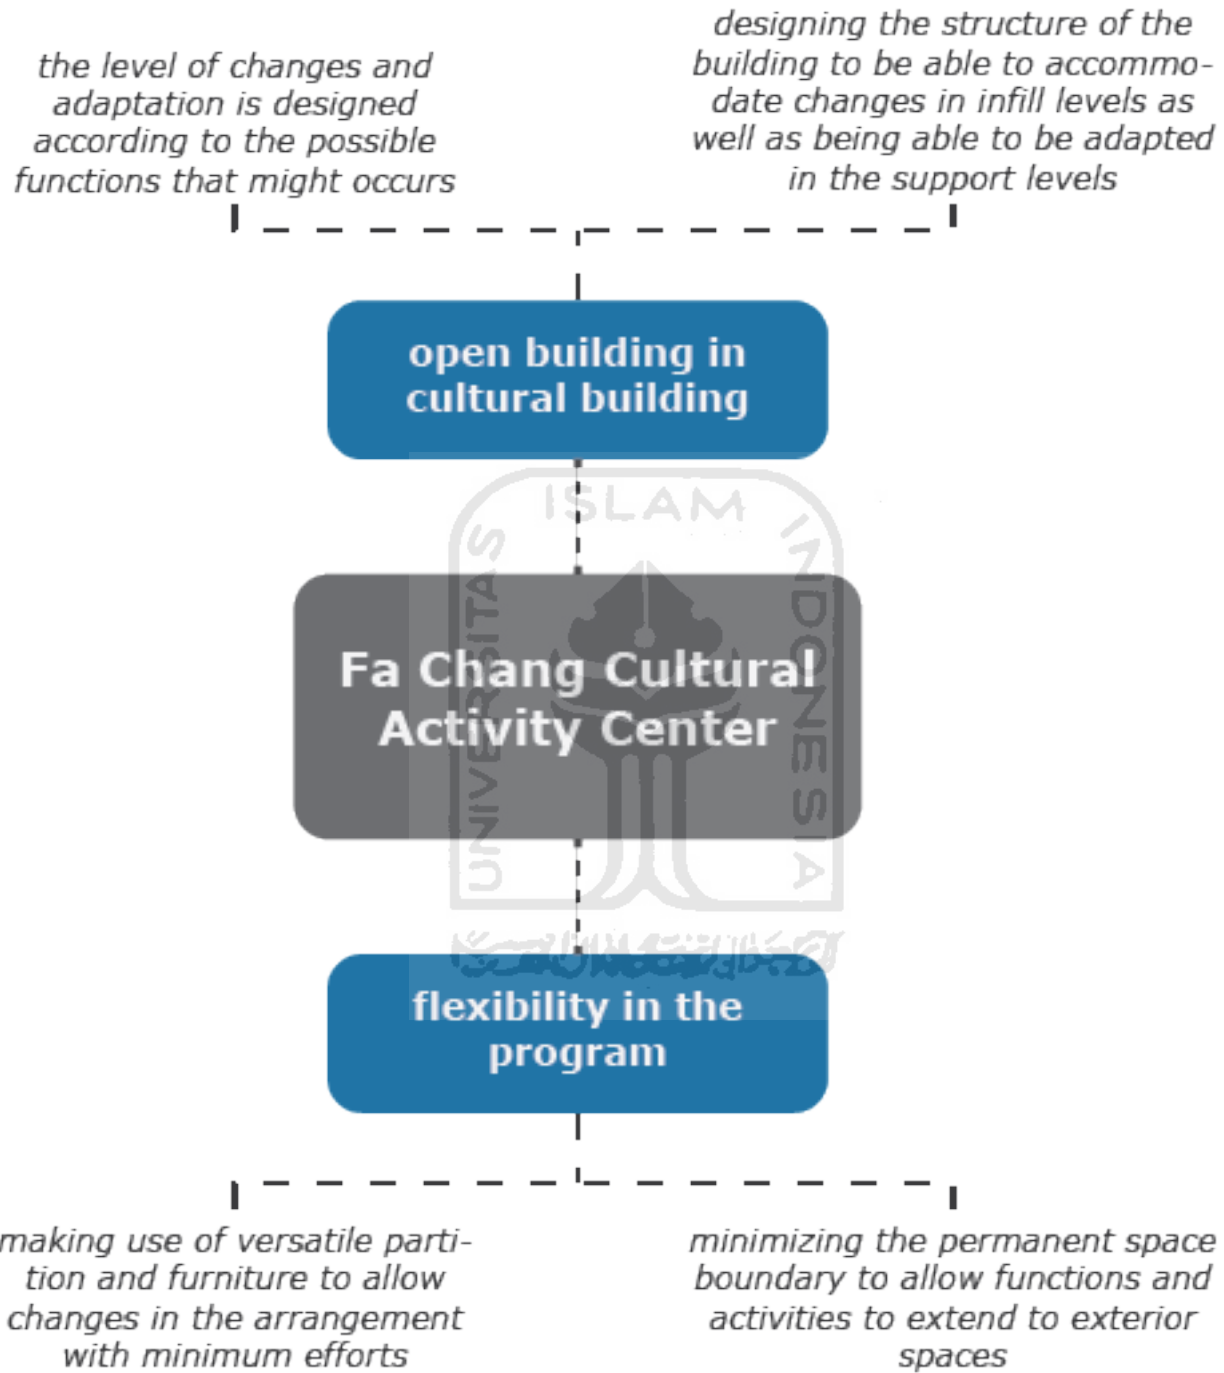 the level of changes and
adaptation is designed
according to the possible
functions that might occurs
designing the structure of the
building to be able to accommo-
date changes in infill levels as
well as being able to be adapted
in the support levels
open building in
cultural building
ISLAM
UNIVERSITAS
INDONESIA
Fa Chang Cultural
Activity Center
flexibility in the
program
making use of versatile parti-
tion and furniture to allow
changes in the arrangement
with minimum efforts
minimizing the permanent space
boundary to allow functions and
activities to extend to exterior
spaces